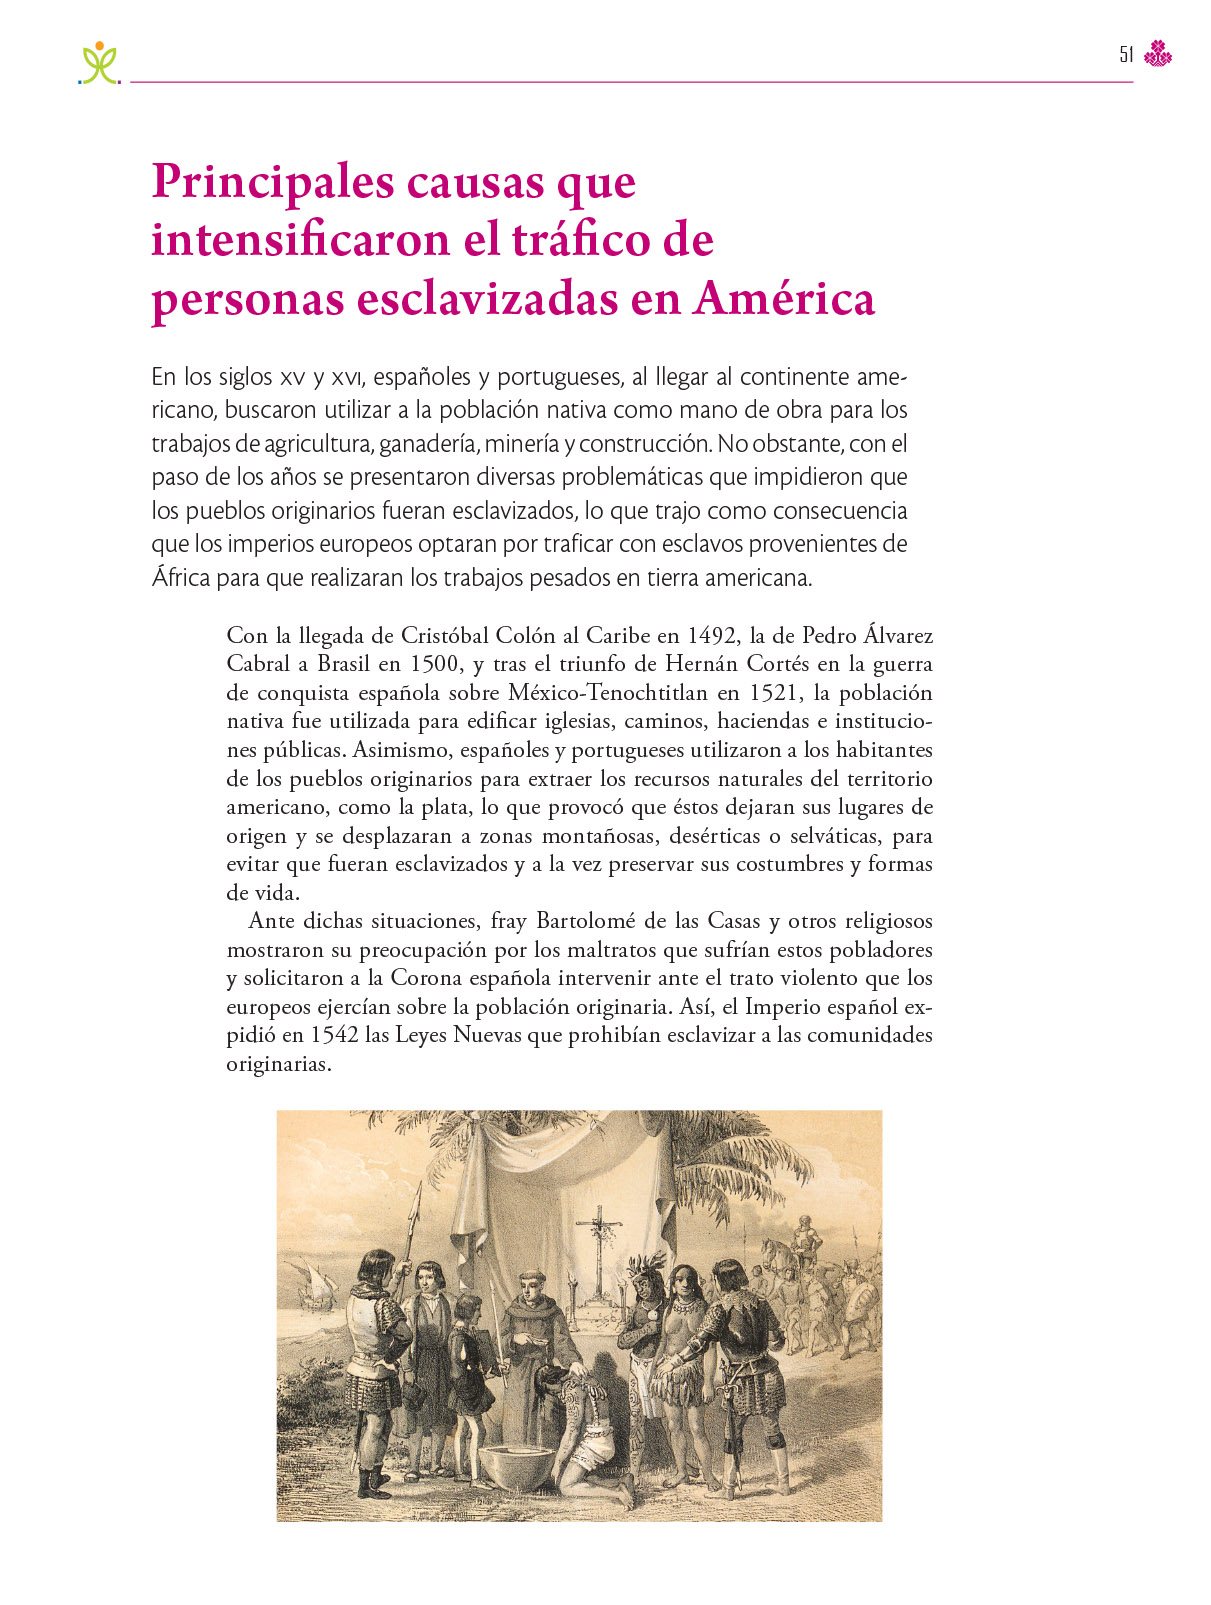 51
Principales causas que
intensificaron el tráfico de
personas esclavizadas en América
En los siglos XV y XVI, españoles y portugueses, al llegar al continente ame-
ricano, buscaron utilizar a la población nativa como mano de obra para los
trabajos de agricultura, ganadería, minería y construcción. No obstante, con el
paso de los años se presentaron diversas problemáticas que impidieron que
los pueblos originarios fueran esclavizados, lo que trajo como consecuencia
que los imperios europeos optaran por traficar con esclavos provenientes de
África para que realizaran los trabajos pesados en tierra americana.
Con la llegada de Cristóbal Colón al Caribe en 1492, la de Pedro Álvarez
Cabral a Brasil en 1500, y tras el triunfo de Hernán Cortés en la guerra
de conquista española sobre México-Tenochtitlan en 1521, la población
nativa fue utilizada para edificar iglesias, caminos, haciendas e institucio-
nes públicas. Asimismo, españoles y portugueses utilizaron a los habitantes
de los pueblos originarios para extraer los recursos naturales del territorio
americano, como la plata, lo que provocó que éstos dejaran sus lugares de
origen y se desplazaran a zonas montañosas, desérticas o selváticas, para
evitar que fueran esclavizados y a la vez preservar sus costumbres y formas
de vida.
Ante dichas situaciones, fray Bartolomé de las Casas y otros religiosos
mostraron su preocupación por los maltratos que sufrían estos pobladores
y solicitaron a la Corona española intervenir ante el trato violento que los
europeos ejercían sobre la población originaria. Así, el Imperio español ex-
pidió en 1542 las Leyes Nuevas que prohibían esclavizar a las comunidades
originarias.